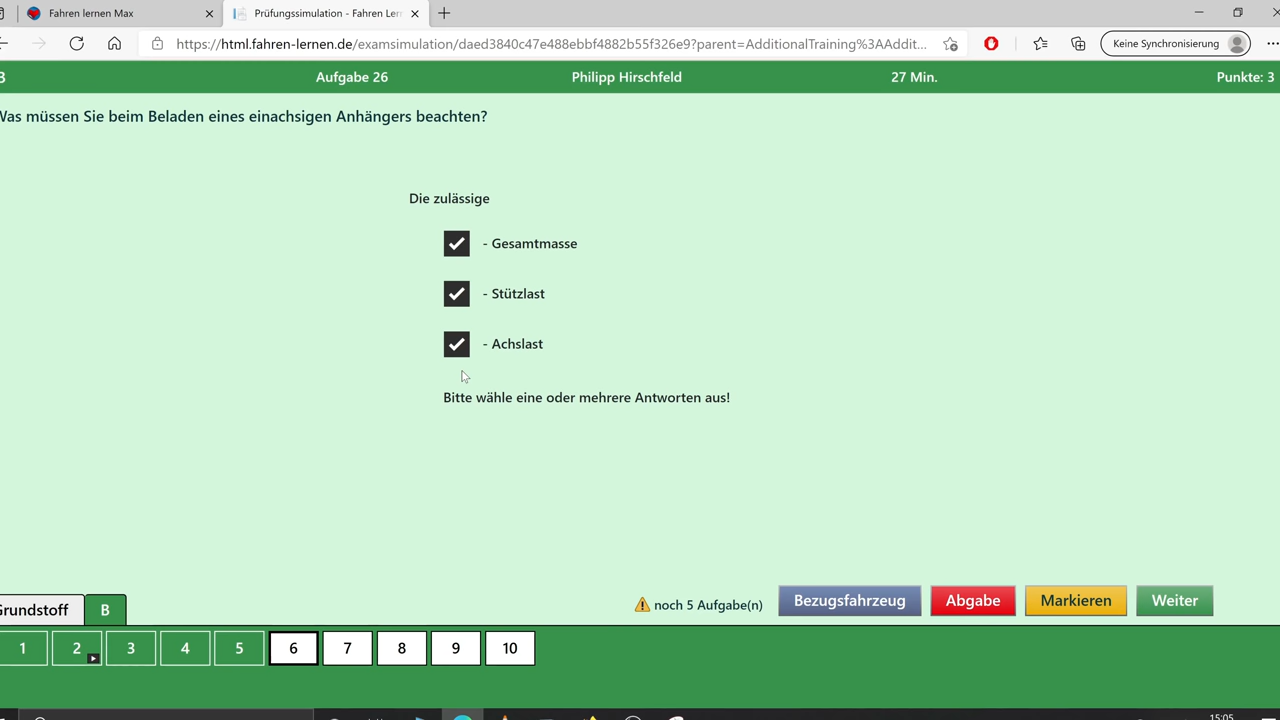 Fahren lernen Max
Prüfungssimulation - Fahren Ler
https://html.fahren-lernen.de/examsimulation/daed3840c47e488ebbf4882b55f326e9?parent=AdditionalTraining%3AAddit...
Keine Synchronisierung
Aufgabe 26
Philipp Hirschfeld
27 Min.
Punkte: 3
Was müssen Sie beim Beladen eines einachsigen Anhängers beachten?
Die zulässige
- Gesamtmasse
- Stützlast
- Achslast
Bitte wähle eine oder mehrere Antworten aus!
Grundstoff
B
noch 5 Aufgabe(n)
Bezugsfahrzeug
Abgabe
Markieren
Weiter
1 2 3 4 5 6 7 8 9 10
15:05